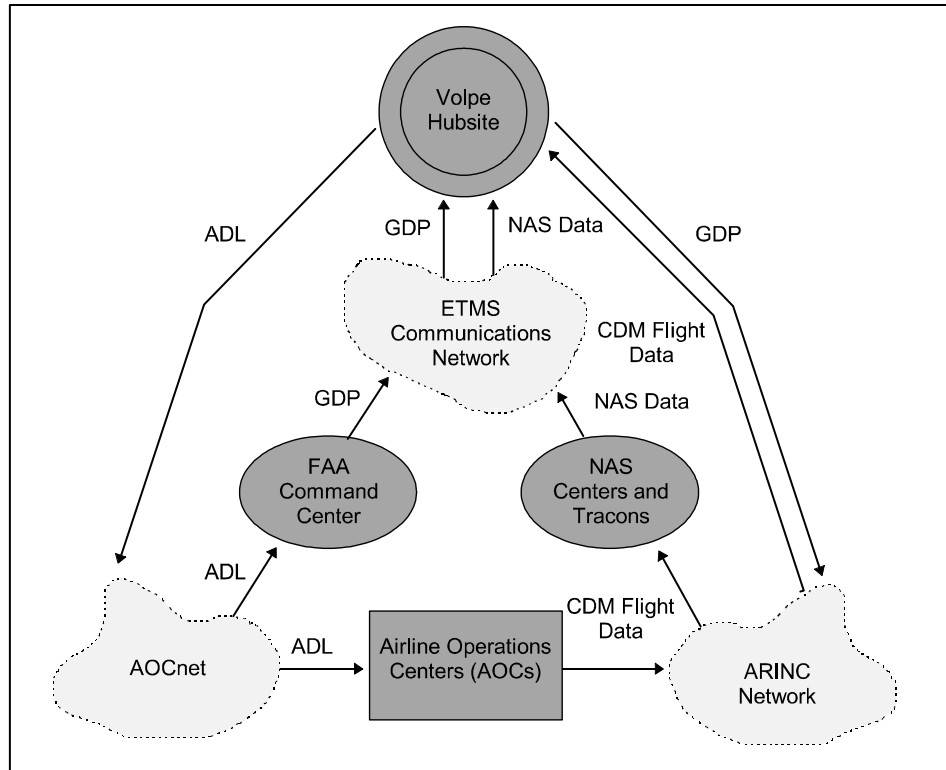 Volpe
Hubsite
ADL
GDP
NAS Data
GDP
ETMS
Communications
Network
CDM Flight
Data
GDP
NAS Data
FAA
Command
Center
NAS
Centers and
Tracons
ADL
CDM Flight
Data
AOCnet
ADL
Airline Operations
Centers (AOCs)
ARINC
Network